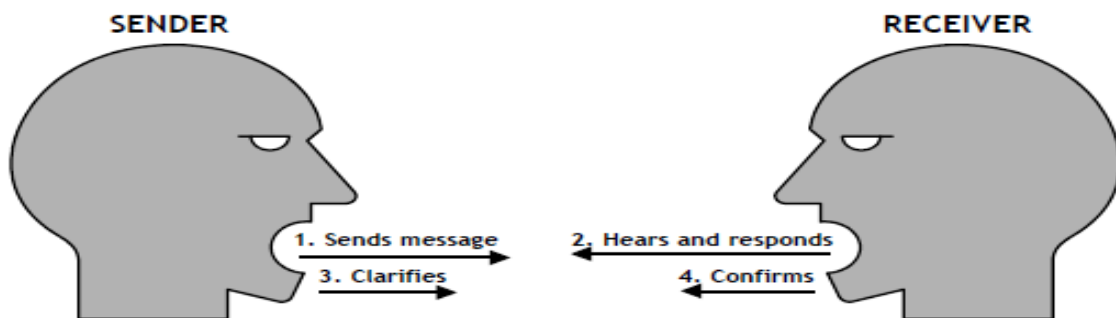 SENDER
RECEIVER
1. Sends message
2. Hears and responds
3. Clarifies
4. Confirms